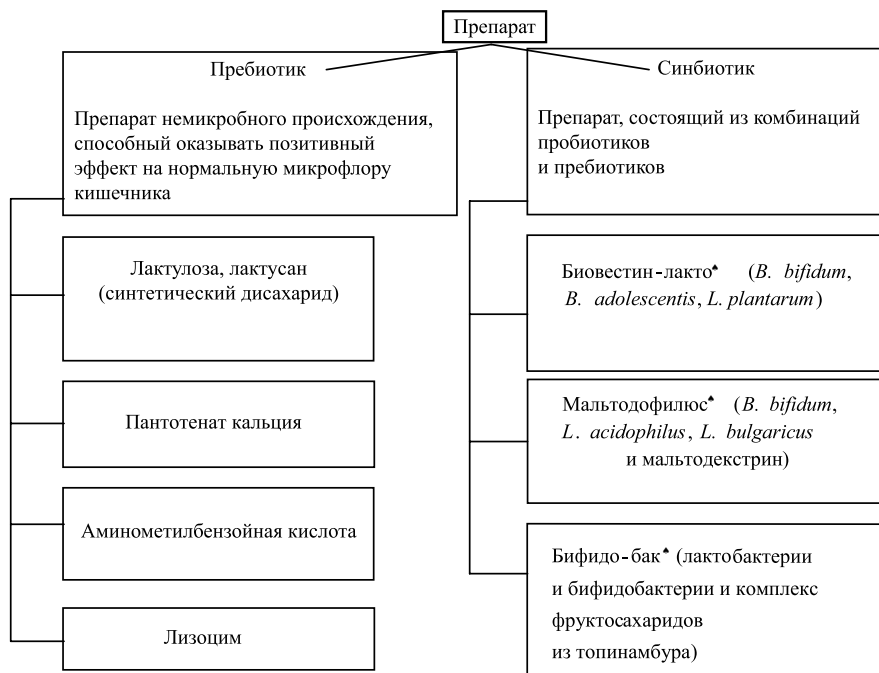 Препарат
Пребиотик
Препарат немикробного происхождения,
способный оказывать позитивный
эффект на нормальную микрофлору
кишечника
Лактулоза, лактусан
(синтетический дисахарид)
Пантотенат кальция
Аминометилбензойная кислота
Лизоцим
Синбиотик
Препарат, состоящий из комбинаций
пробиотиков
и пребиотиков
Биовестин-лакто♠ (B. bifidum,
B. adolescentis, L. plantarum)
Мальтодофилюс♠ (B. bifidum,
L. acidophilus, L. bulgaricus
и мальтодекстрин)
Бифидо-бак♠ (лактобактерии
и бифидобактерии и комплекс
фруктосахаридов
из топинамбура)